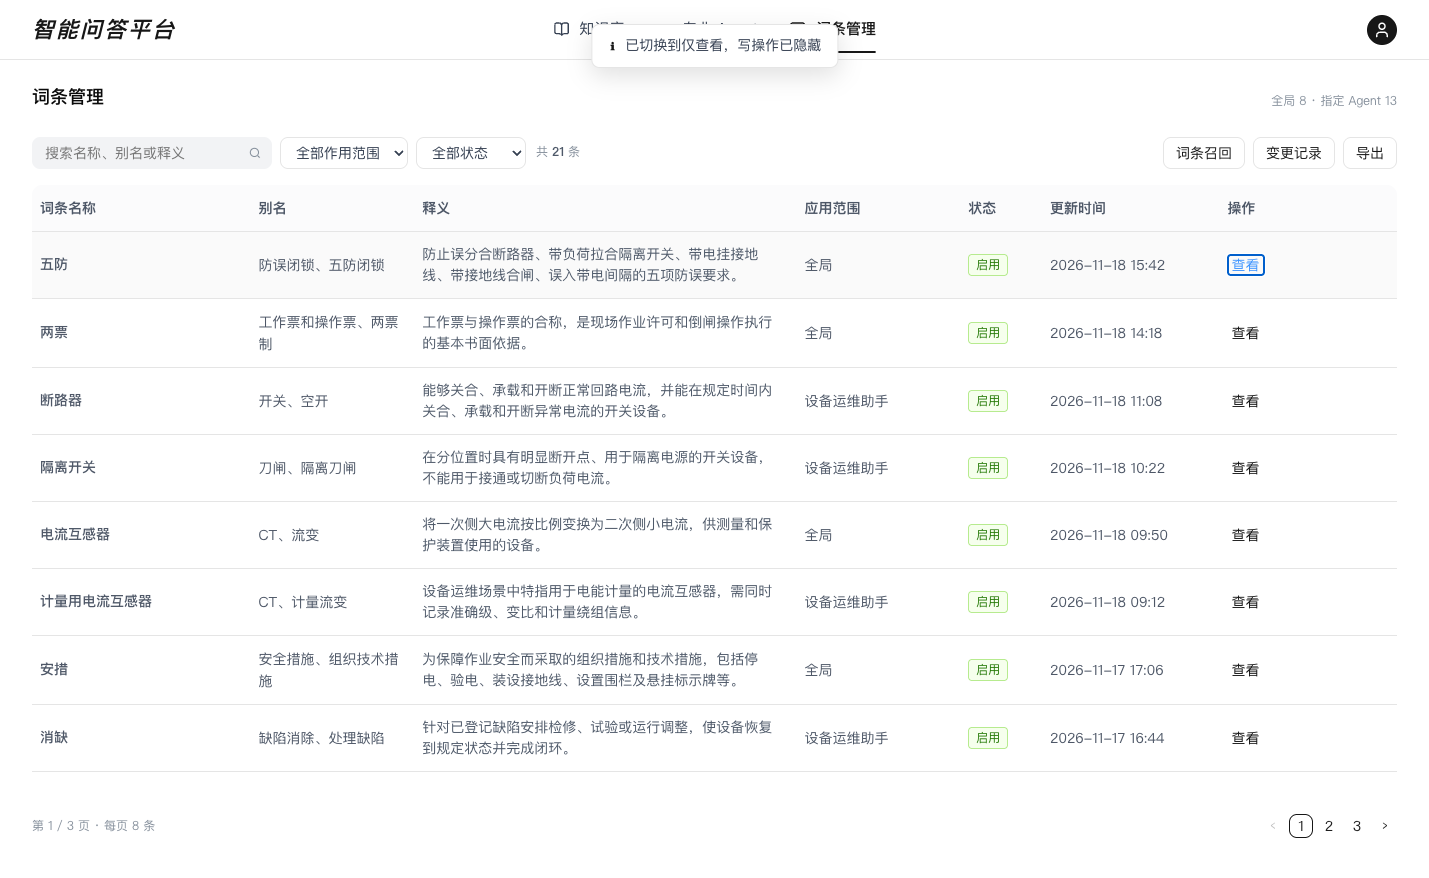 智能问答平台
条管理
已切换到仅查看，写操作已隐藏
词条管理
全局 8 · 指定 Agent 13
搜索名称、别名或释义
全部作用范围
全部状态
共 21 条
词条召回
变更记录
导出
词条名称 别名 释义 应用范围 状态 更新时间 操作
五防 防误闭锁、五防闭锁 防止误分合断路器、带负荷拉合隔离开关、带电挂接地
线、带接地线合闸、误入带电间隔的五项防误要求。 全局 启用 2026-11-18 15:42 查看
两票 工作票和操作票、两票
制 工作票与操作票的合称，是现场作业许可和倒闸操作执行
的基本书面依据。 全局 启用 2026-11-18 14:18 查看
断路器 开关、空开 能够关合、承载和开断正常回路电流，并能在规定时间内
关合、承载和开断异常电流的开关设备。 设备运维助手 启用 2026-11-18 11:08 查看
隔离开关 刀闸、隔离刀闸 在分位置时具有明显断开点、用于隔离电源的开关设备，
不能用于接通或切断负荷电流。 设备运维助手 启用 2026-11-18 10:22 查看
电流互感器 CT、流变 将一次侧大电流按比例变换为二次侧小电流，供测量和保
护装置使用的设备。 全局 启用 2026-11-18 09:50 查看
计量用电流互感器 CT、计量流变 设备运维场景中特指用于电能计量的电流互感器，需同时
记录准确级、变比和计量绕组信息。 设备运维助手 启用 2026-11-18 09:12 查看
安措 安全措施、组织技术措
施 为保障作业安全而采取的组织措施和技术措施，包括停
电、验电、装设接地线、设置围栏及悬挂标示牌等。 全局 启用 2026-11-17 17:06 查看
消缺 缺陷消除、处理缺陷 针对已登记缺陷安排检修、试验或运行调整，使设备恢复
到规定状态并完成闭环。 设备运维助手 启用 2026-11-17 16:44 查看
第 1 / 3 页 · 每页 8 条
1 2 3